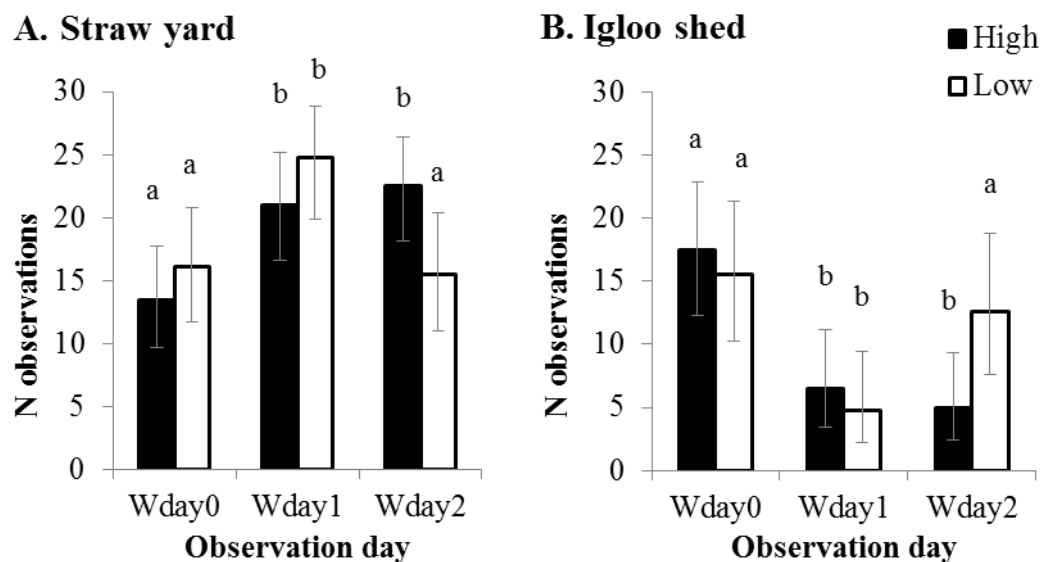 A. Straw yard
N observations
30
25
20
15
10
5
0
a
a
b
b
b
a
Wday0 Wday1 Wday2
Observation day
B. Igloo shed
High
Low
N observations
30
25
20
15
10
5
0
a
a
b
b
b
a
Wday0 Wday1 Wday2
Observation day